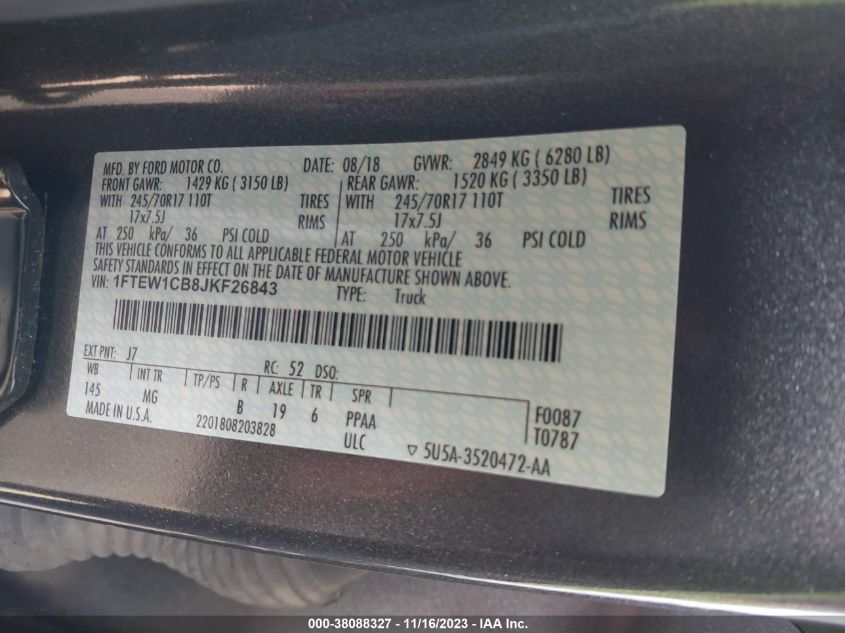 MFD. BY FORD MOTOR CO. DATE: 08/18 GVWR: 2849 KG ( 6280 LB)
FRONT GAWR: 1429 KG ( 3150 LB) REAR GAWR: 1520 KG ( 3350 LB)
WITH 245/70R17 110T TIRES WITH 245/70R17 110T TIRES
17x7.5J RIMS 17x7.5J RIMS
AT 250 kPa/ 36 PSI COLD AT 250 kPa/ 36 PSI COLD
THIS VEHICLE CONFORMS TO ALL APPLICABLE FEDERAL MOTOR VEHICLE
SAFETY STANDARDS IN EFFECT ON THE DATE OF MANUFACTURE SHOWN ABOVE.
VIN: 1FTEW1CB8JKF26843 TYPE: Truck
EXT PNT: J7 RC: 52 DSO:
WB INT TR TP/PS R AXLE TR SPR
145 MG B 19 6 PPAA F0087
MADE IN U.S.A. 2201808203828 ULC T0787
▽ 5U5A-3520472-AA
000-38088327 - 11/16/2023 - 453 - IAA, Inc.